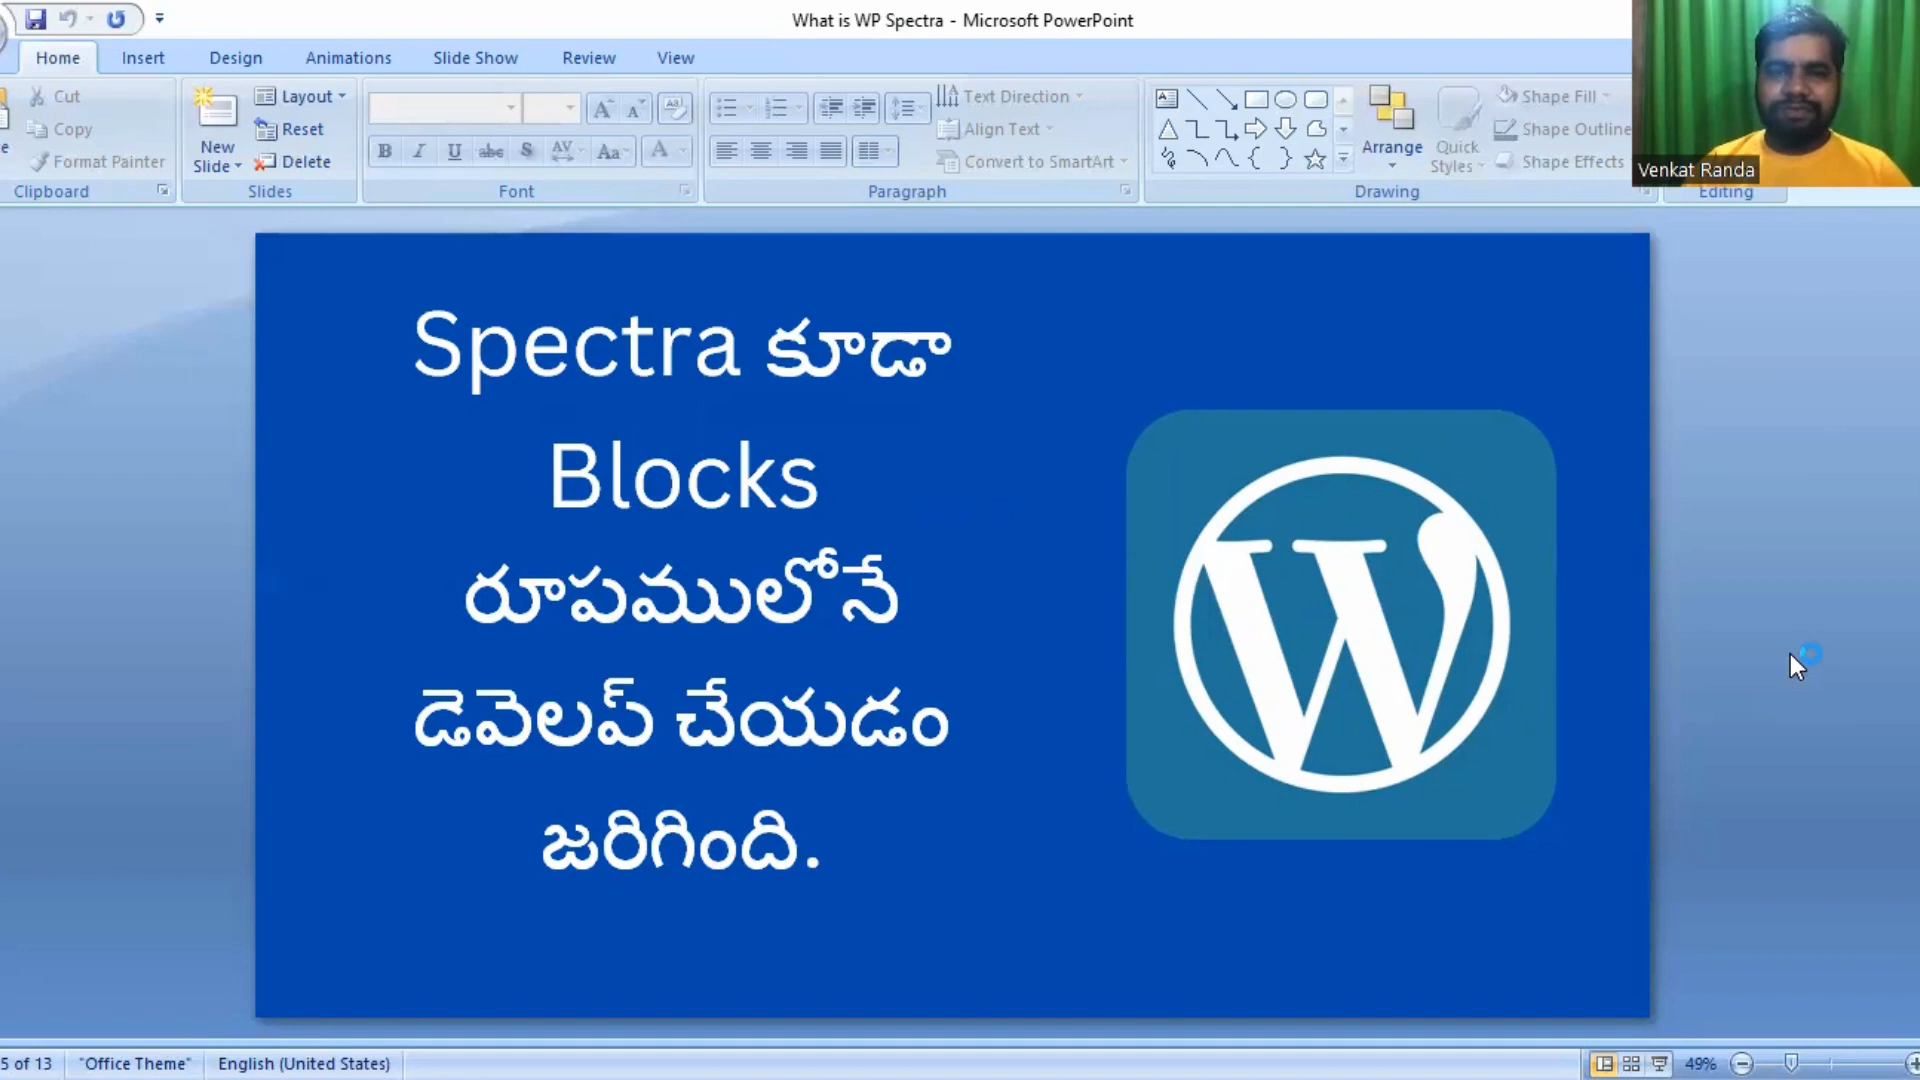 What is WP Spectra - Microsoft PowerPoint
Home Insert Design Animations Slide Show Review View
Cut
Copy
Format Painter
Clipboard
New
Slide
Layout
Reset
Delete
Slides
Font
Text Direction
Align Text
Convert to SmartArt
Paragraph
Arrange
Quick
Styles
Shape Fill
Shape Outline
Shape Effects
Drawing
Editing
Venkat Randa
Spectra కూడా
Blocks
రూపములోనే
డెవెలప్ చేయడం
జరిగింది.
5 of 13 "Office Theme" English (United States) 49%